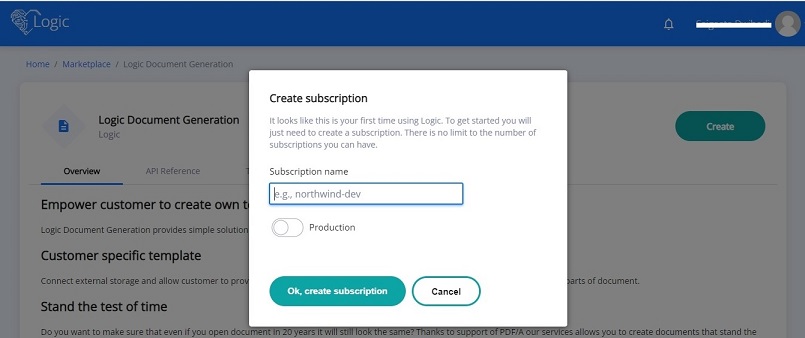 Logic
Home / Marketplace / Logic Document Generation
Logic Document Generation
Logic
Create
Overview
API Reference
T
Empower customer to create own t
Logic Document Generation provides simple solution
Customer specific template
Connect external storage and allow customer to prov
parts of document.
Stand the test of time
Do you want to make sure that even if you open document in 20 years it will still look the same? Thanks to support of PDF/A our services allows you to create documents that stand the
Create subscription
It looks like this is your first time using Logic. To get started you will
just need to create a subscription. There is no limit to the number of
subscriptions you can have.
Subscription name
e.g., northwind-dev
Production
Ok, create subscription
Cancel